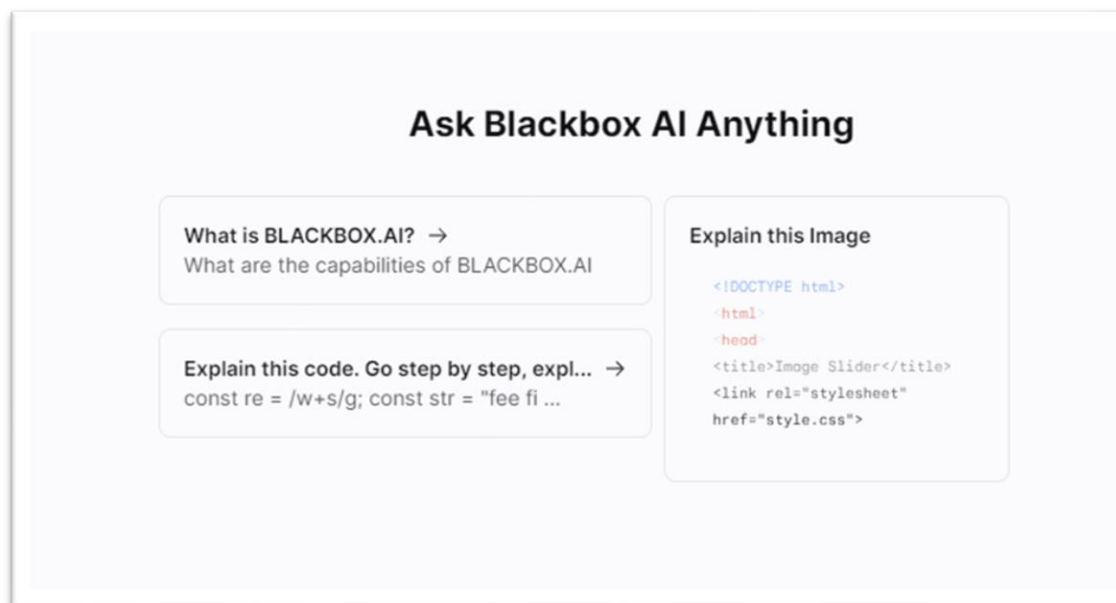 Ask Blackbox AI Anything
What is BLACKBOX.AI? →
What are the capabilities of BLACKBOX.AI
Explain this code. Go step by step, expl... →
const re = /w+s/g; const str = "fee fi ...
Explain this Image
<!DOCTYPE html>
<html>
<head>
<title>Image Slider</title>
<link rel="stylesheet"
href="style.css">